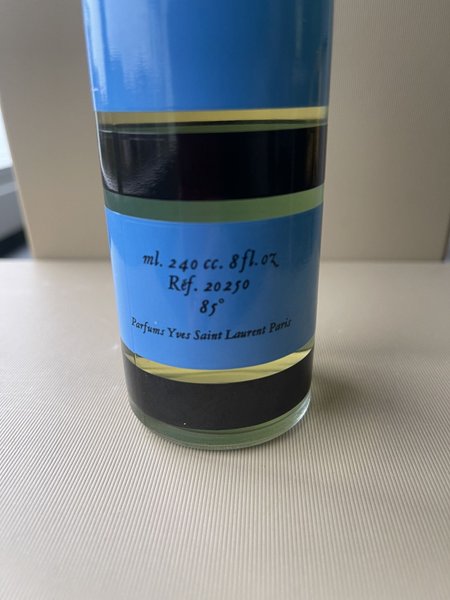 ml. 240 cc. 8 fl. oz
Réf. 20250
85°
Parfums Yves Saint Laurent Paris